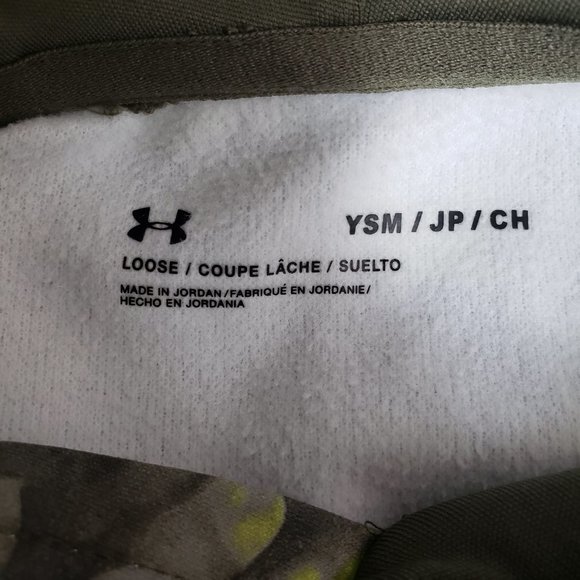 YSM / JP / CH
LOOSE / COUPE LÂCHE / SUELTO
MADE IN JORDAN/FABRIQUÉ EN JORDANIE/
HECHO EN JORDANIA